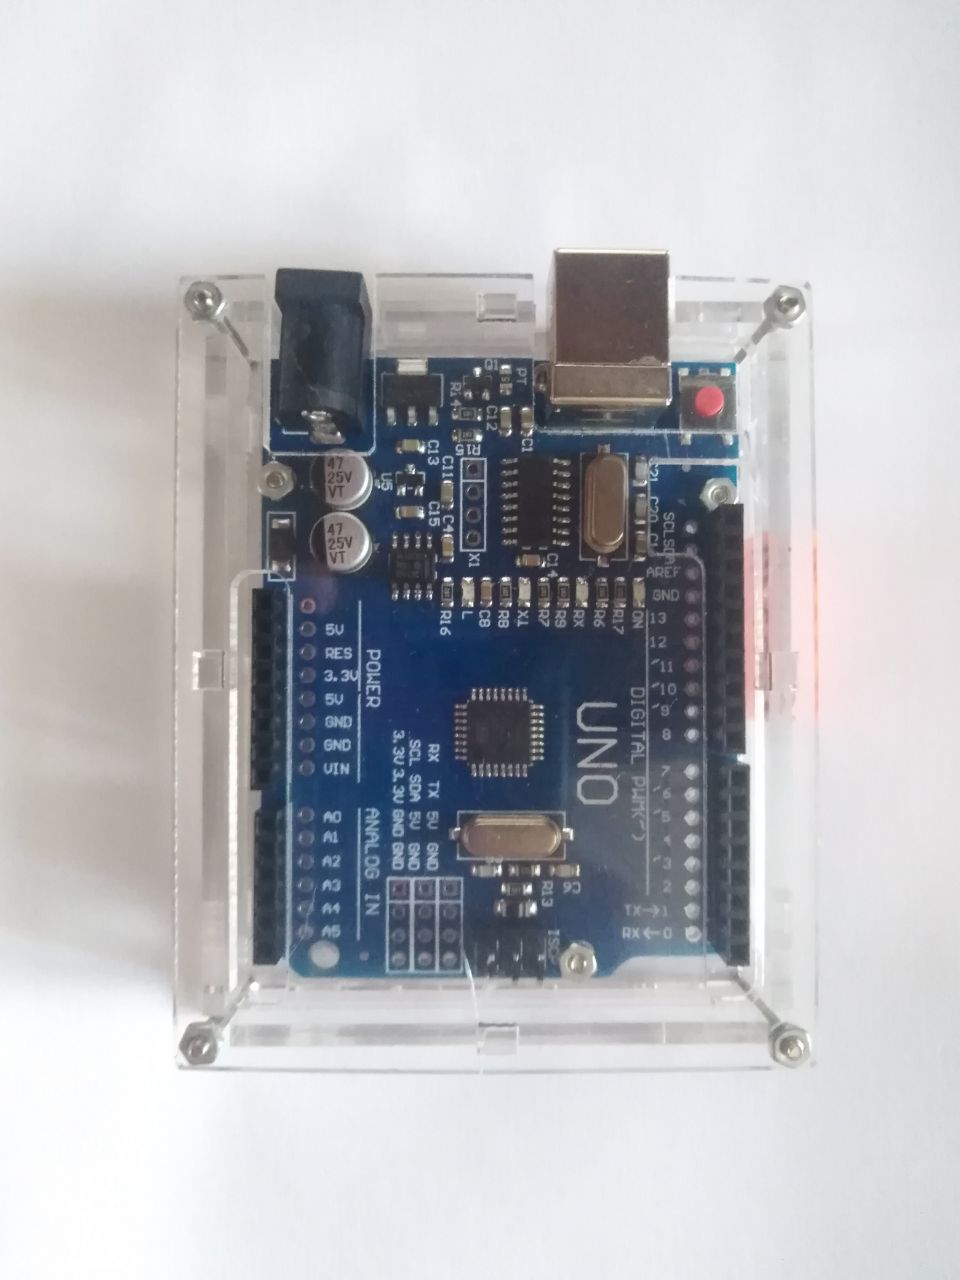 Q1
PT
R14
C12
C1
R15
C13
C11
U5
C15
C4
X1
C14
C21
C20
47
25V
VT
47
25V
VT
R16
L
C8
R8
TX
R7
R9
RX
R6
R17
ON
SCL
SDA
AREF
GND
13
12
~11
~10
~9
8
7
~6
~5
4
~3
2
TX→1
RX←0
DIGITAL PWM(~)
UNO
5V
RES
3.3V
5V
GND
GND
VIN
POWER
A0
A1
A2
A3
A4
A5
ANALOG IN
RX TX 5V GND
SCL SDA 5V GND
3.3V 3.3V GND GND
R13
C6
ISCP